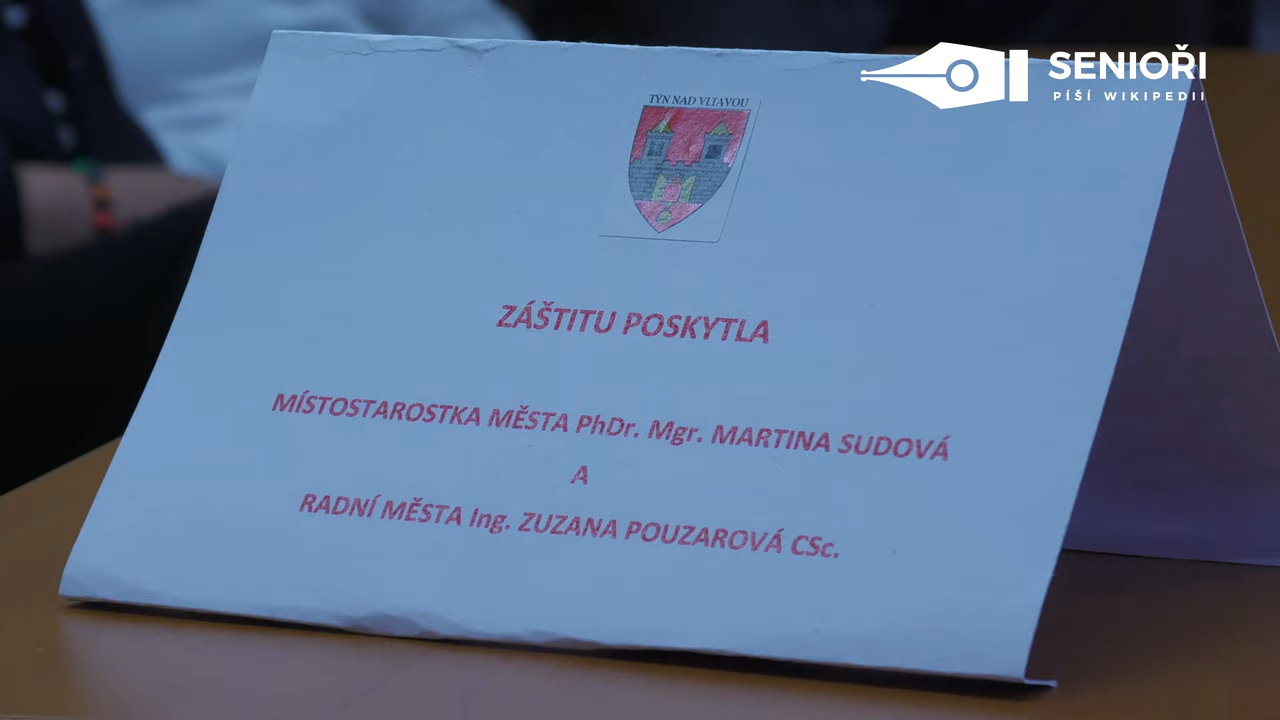 SENIOŘI
PÍŠÍ WIKIPEDII
TÝN NAD VLTAVOU
ZÁŠTITU POSKYTLA
MÍSTOSTAROSTKA MĚSTA PhDr. Mgr. MARTINA SUDOVÁ
A
RADNÍ MĚSTA Ing. ZUZANA POUZAROVÁ CSc.